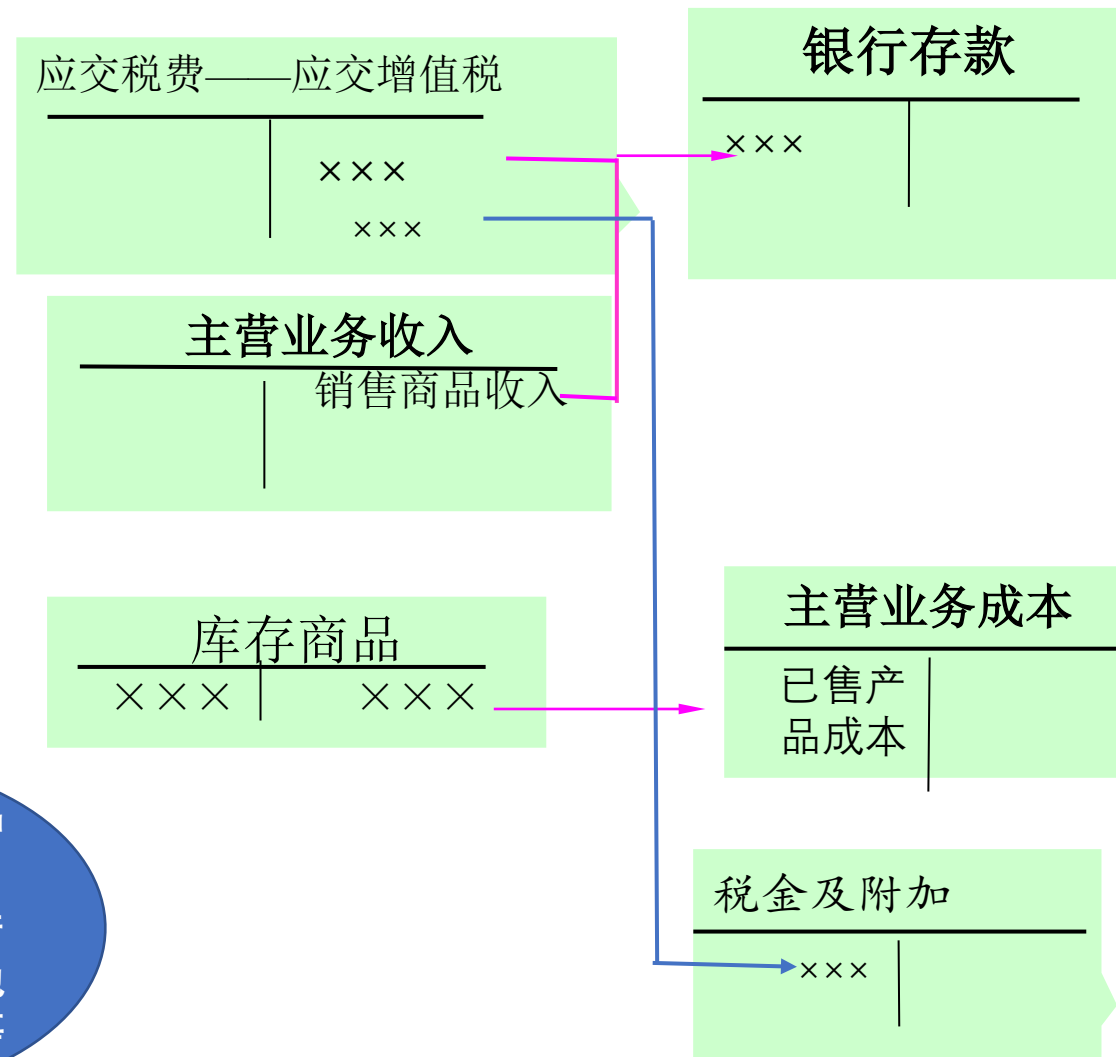 应交税费——应交增值税
×××
×××
银行存款
×××
主营业务收入
销售商品收入
库存商品
××× ×××
主营业务成本
已售产
品成本
税金及附加
×××